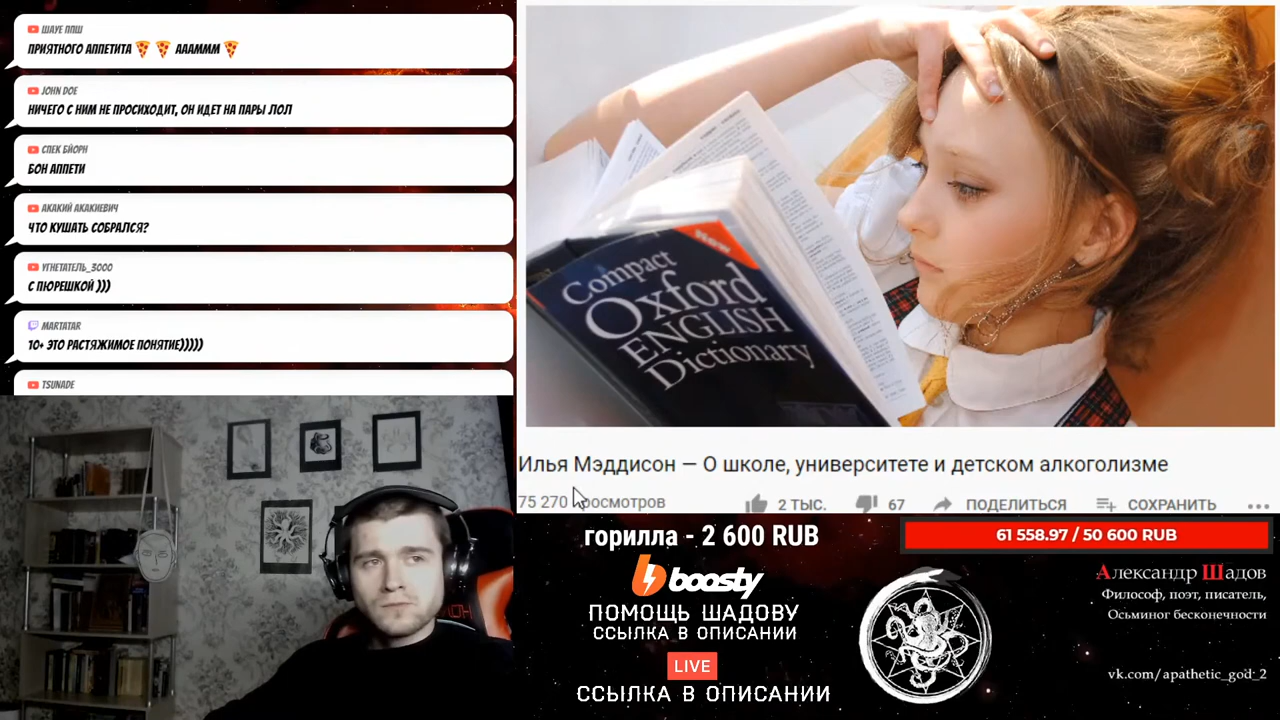 ШАУЕ ППШ
ПРИЯТНОГО АППЕТИТА 🍕 🍕 АААМММ 🍕
JOHN DOE
НИЧЕГО С НИМ НЕ ПРОСИХОДИТ, ОН ИДЕТ НА ПАРЫ ЛОЛ
СПЕК БЙОРН
БОН АППЕТИ
АКАКИЙ АКАКИЕВИЧ
ЧТО КУШАТЬ СОБРАЛСЯ?
УГНЕТАТЕЛЬ_3000
С ПЮРЕШКОЙ )))
MARTATAR
10+ ЭТО РАСТЯЖИМОЕ ПОНЯТИЕ)))))
TSUNADE
New
Compact
Oxford
ENGLISH
Dictionary
Илья Мэддисон — О школе, университете и детском алкоголизме
75 270 просмотров
2 ТЫС.
67
ПОДЕЛИТЬСЯ
СОХРАНИТЬ
горилла - 2 600 RUB
boosty
ПОМОЩЬ ШАДОВУ
ССЫЛКА В ОПИСАНИИ
LIVE
ССЫЛКА В ОПИСАНИИ
61 558.97 / 50 600 RUB
Александр Шадов
Философ, поэт, писатель,
Осьминог бесконечности
vk.com/apathetic_god_2